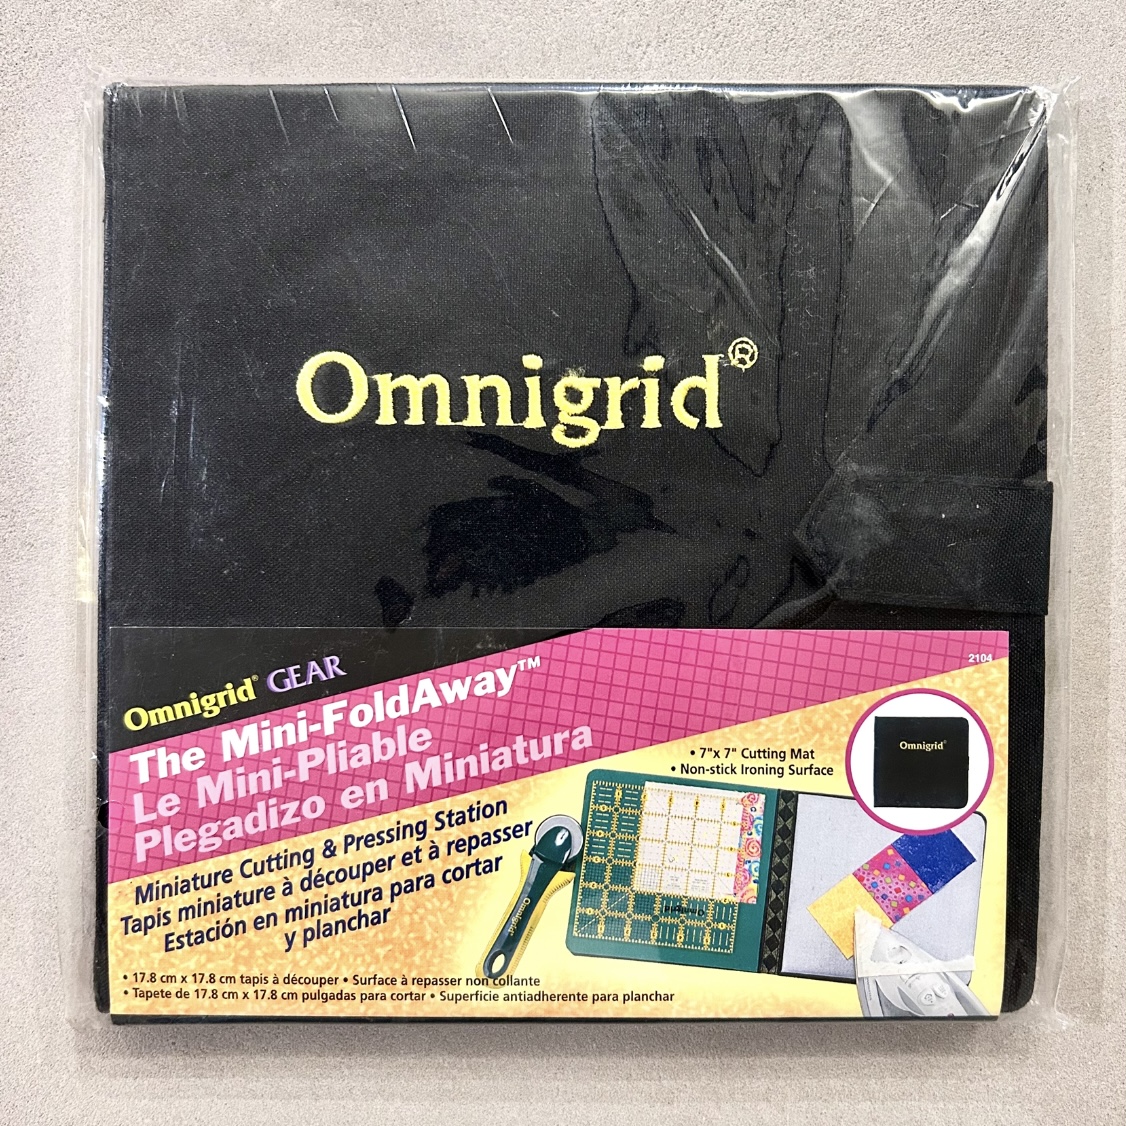 Omnigrid®
Omnigrid® GEAR
2104
The Mini-FoldAway™
Le Mini-Pliable
Plegadizo en Miniatura
Miniature Cutting & Pressing Station
Tapis miniature à découper et à repasser
Estación en miniatura para cortar
y planchar
• 7"x 7" Cutting Mat
• Non-stick Ironing Surface
Omnigrid®
Omnigrid
• 17.8 cm x 17.8 cm tapis à découper • Surface à repasser non collante
• Tapete de 17.8 cm x 17.8 cm pulgadas para cortar • Superficie antiadherente para planchar